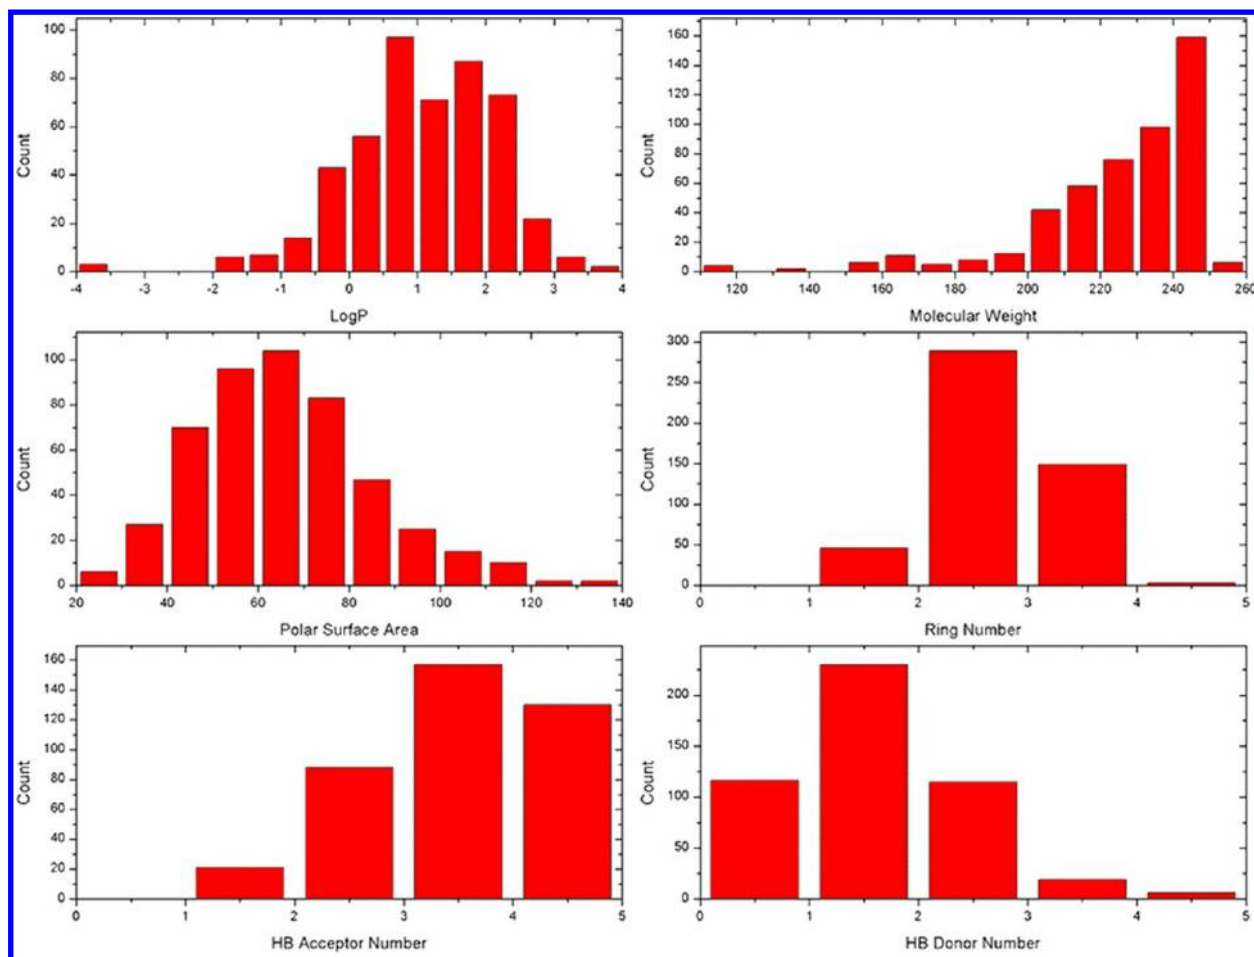 100
80
60
40
20
0
Count
-4 -3 -2 -1 0 1 2 3 4
LogP
160
140
120
100
80
60
40
20
0
Count
120 140 160 180 200 220 240 260
Molecular Weight
100
80
60
40
20
0
Count
20 40 60 80 100 120 140
Polar Surface Area
300
250
200
150
100
50
0
Count
0 1 2 3 4 5
Ring Number
160
140
120
100
80
60
40
20
0
Count
0 1 2 3 4 5
HB Acceptor Number
200
150
100
50
0
Count
0 1 2 3 4 5
HB Donor Number